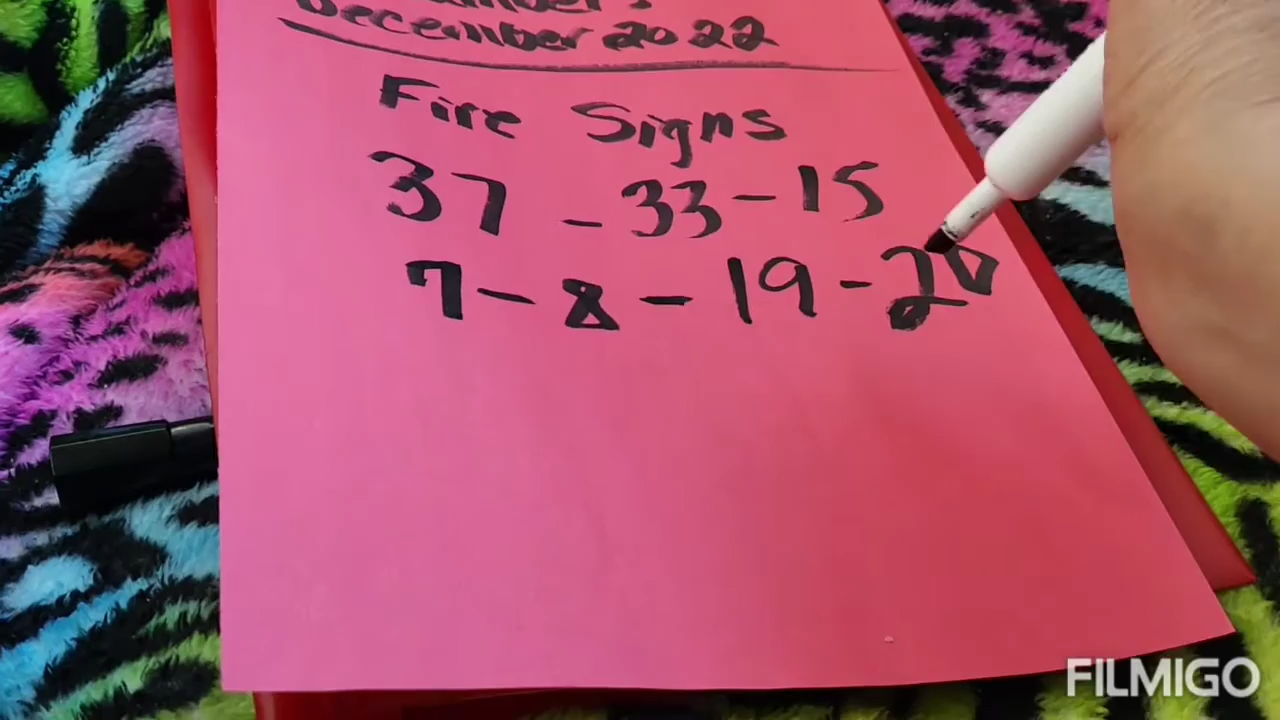 December 2022
Fire Signs
37 - 33 - 15
7 - 8 - 19 - 20
FILMIGO